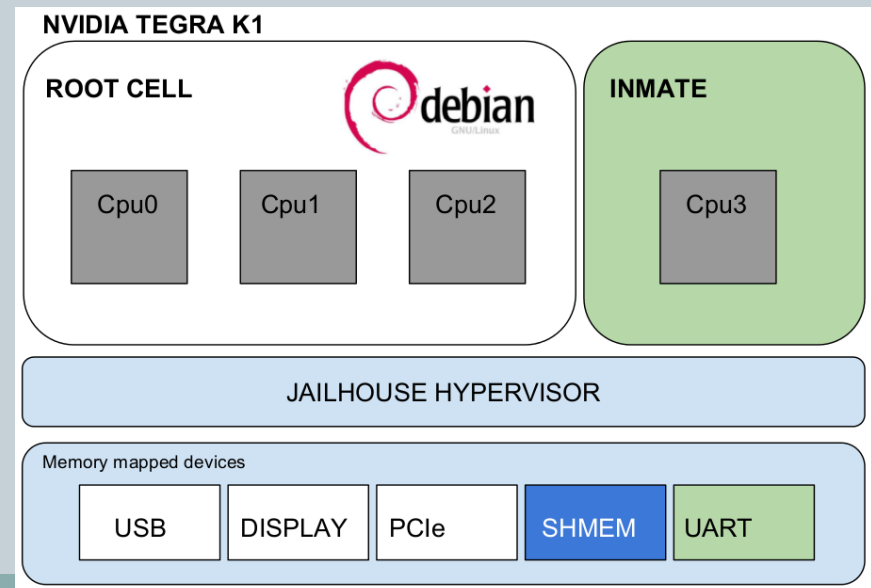 NVIDIA TEGRA K1
ROOT CELL
debian
GNU/Linux
INMATE
Cpu0
Cpu1
Cpu2
Cpu3
JAILHOUSE HYPERVISOR
Memory mapped devices
USB
DISPLAY
PCIe
SHMEM
UART